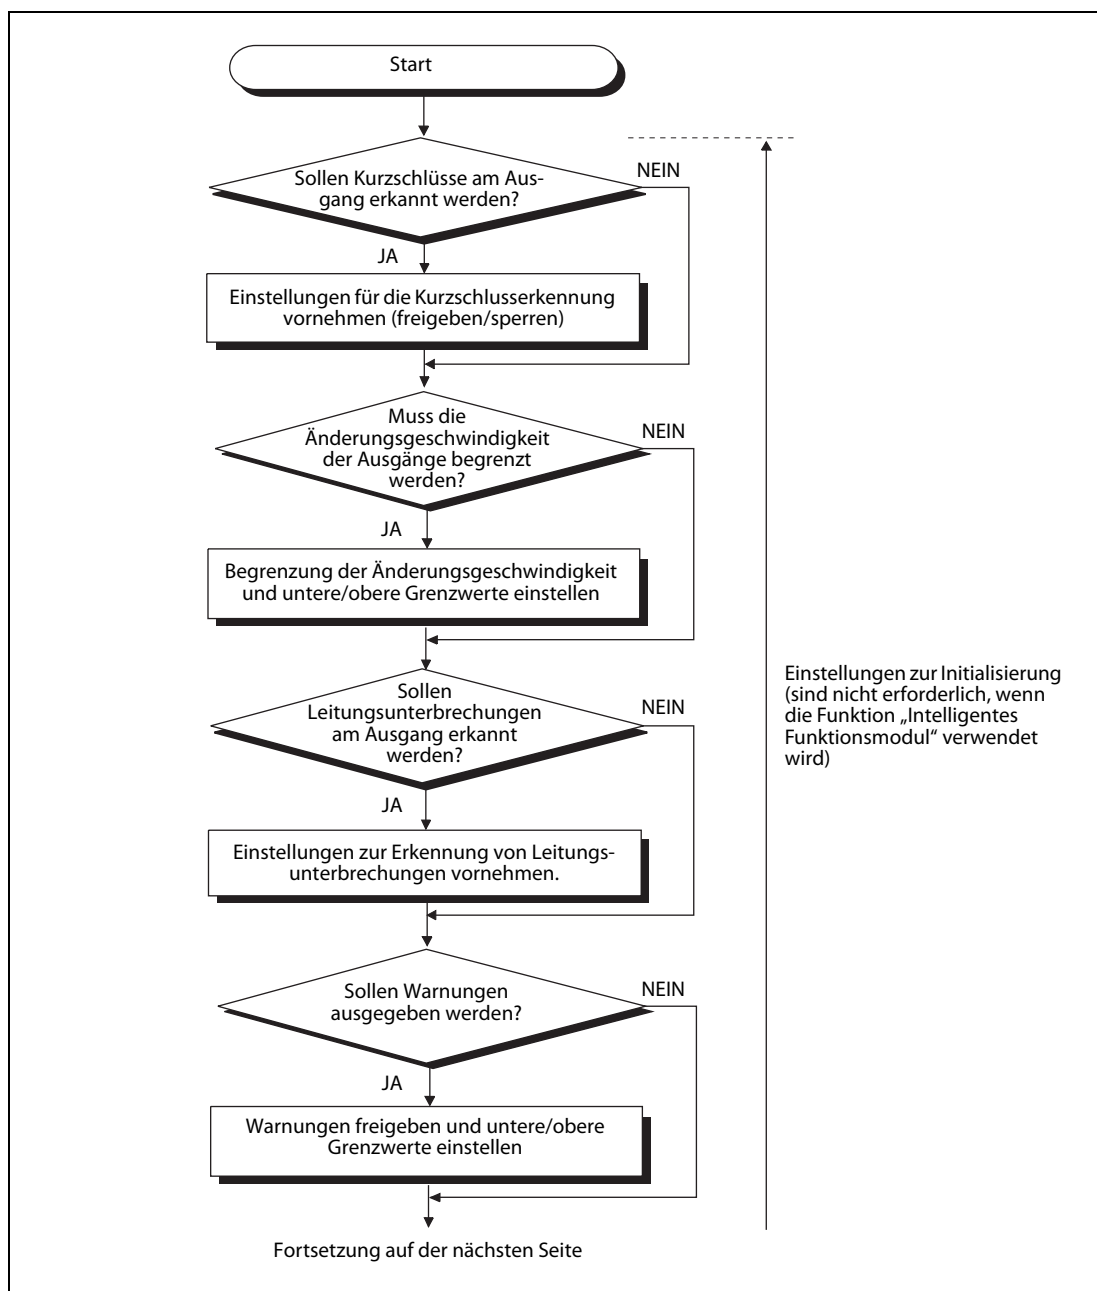 Start
NEIN
Sollen Kurzschlüsse am Aus-
gang erkannt werden?
JA
Einstellungen für die Kurzschlusserkennung
vornehmen (freigeben/sperren)
Muss die
Änderungsgeschwindigkeit
der Ausgänge begrenzt
werden?
NEIN
JA
Begrenzung der Änderungsgeschwindigkeit
und untere/obere Grenzwerte einstellen
Sollen
Leitungsunterbrechungen
am Ausgang erkannt
werden?
NEIN
Einstellungen zur Initialisierung
(sind nicht erforderlich, wenn
die Funktion „Intelligentes
Funktionsmodul“ verwendet
wird)
JA
Einstellungen zur Erkennung von Leitungs-
unterbrechungen vornehmen.
NEIN
Sollen Warnungen
ausgegeben werden?
JA
Warnungen freigeben und untere/obere
Grenzwerte einstellen
Fortsetzung auf der nächsten Seite